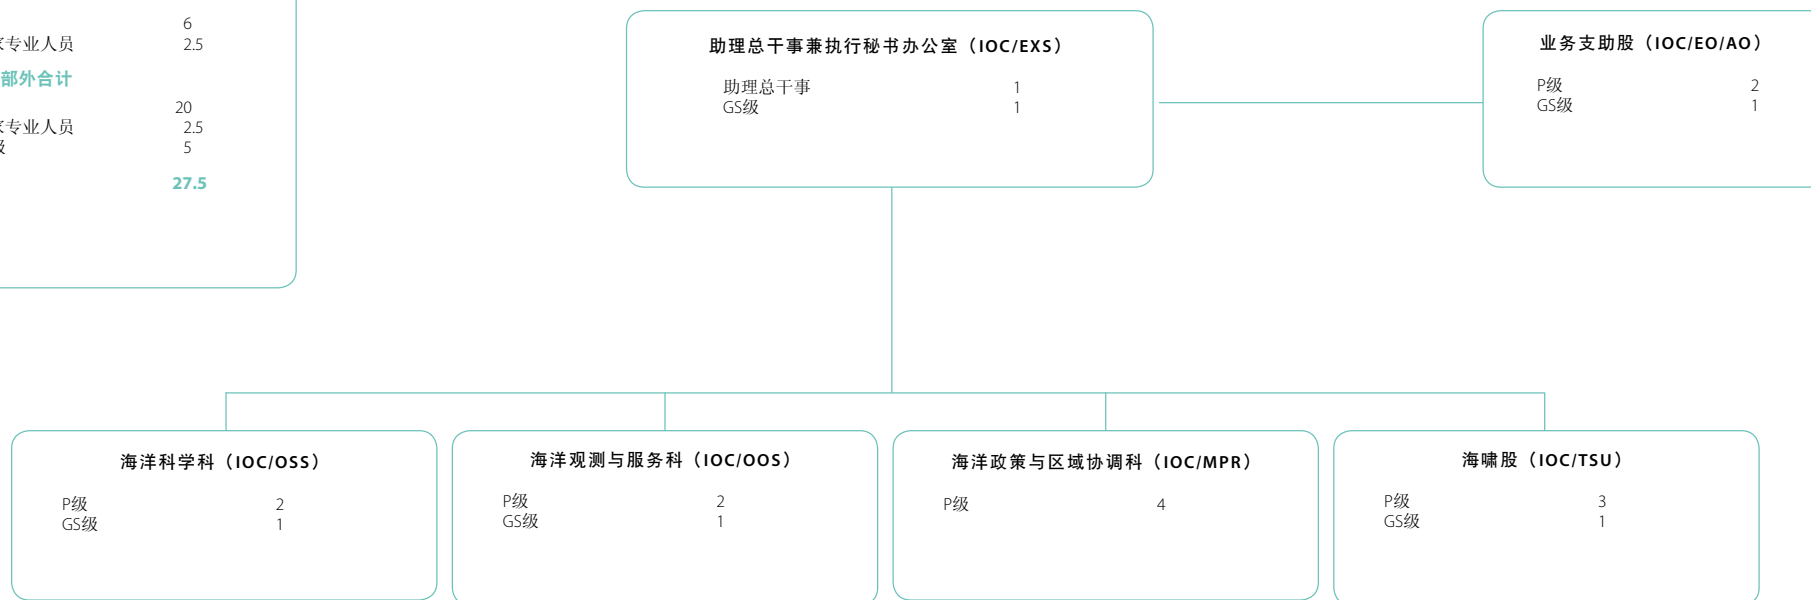 6
专业人员 2.5
部外合计
20
专业人员 2.5
5
27.5
助理总干事兼执行秘书办公室（IOC/EXS）
助理总干事 1
GS级 1
业务支助股（IOC/EO/AO）
P级 2
GS级 1
海洋科学科（IOC/OSS）
P级 2
GS级 1
海洋观测与服务科（IOC/OOS）
P级 2
GS级 1
海洋政策与区域协调科（IOC/MPR）
P级 4
海啸股（IOC/TSU）
P级 3
GS级 1